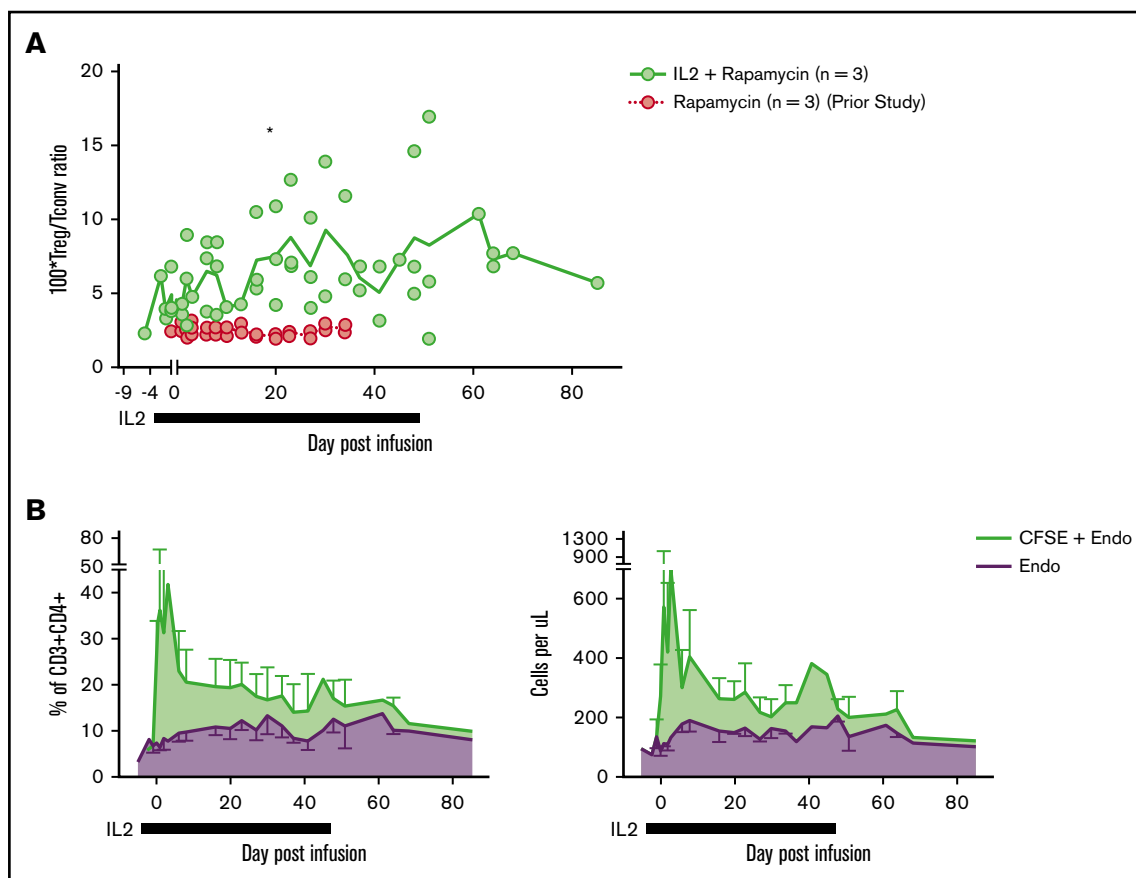 A
20
15
10
5
0
100*Treg/Tconv ratio
*
IL2 + Rapamycin (n = 3)
Rapamycin (n = 3) (Prior Study)
-9 -4 0 20 40 60 80
IL2
Day post infusion
B
80
50
40
30
20
10
0
% of CD3+CD4+
0 20 40 60 80
IL2
Day post infusion
1300
900
600
400
200
0
Cells per uL
0 20 40 60 80
IL2
Day post infusion
CFSE + Endo
Endo